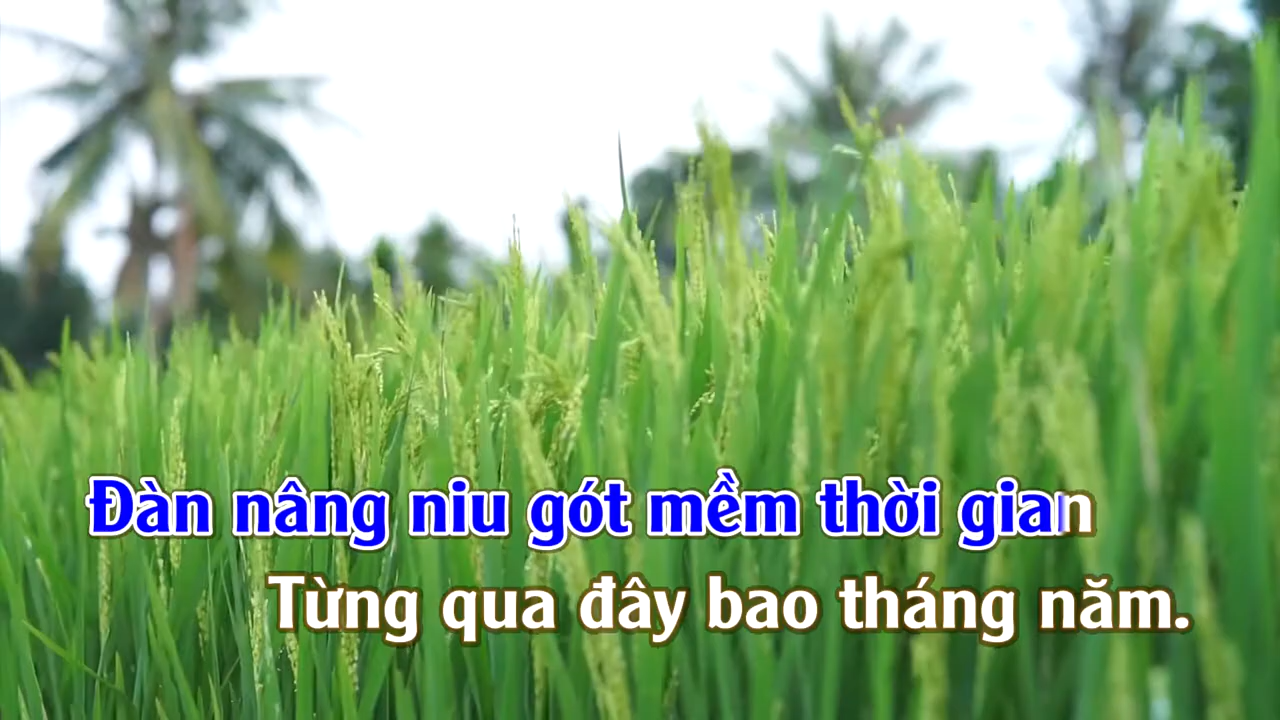 Đàn nâng niu gót mềm thời gian
Từng qua đây bao tháng năm.